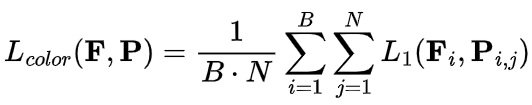 $L_{color}(\mathbf{F}, \mathbf{P}) = \frac{1}{B \cdot N} \sum_{i=1}^{B} \sum_{j=1}^{N} L_1(\mathbf{F}_i, \mathbf{P}_{i,j})$